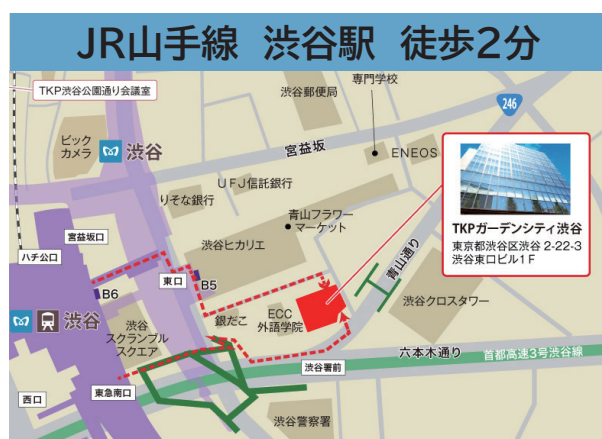 JR山手線 渋谷駅 徒歩2分
TKP渋谷公園通り会議室
専門学校
渋谷郵便局
246
ビック
カメラ
渋谷
宮益坂
ENEOS
UFJ信託銀行
りそな銀行
青山フラワー
マーケット
TKPガーデンシティ渋谷
東京都渋谷区渋谷 2-22-3
渋谷東口ビル1F
宮益坂口
渋谷ヒカリエ
青山通り
ハチ公口
東口
B5
B6
渋谷
銀だこ
ECC
外語学院
渋谷クロスタワー
渋谷
スクランブル
スクエア
六本木通り
首都高速3号渋谷線
渋谷署前
東急南口
西口
渋谷警察署